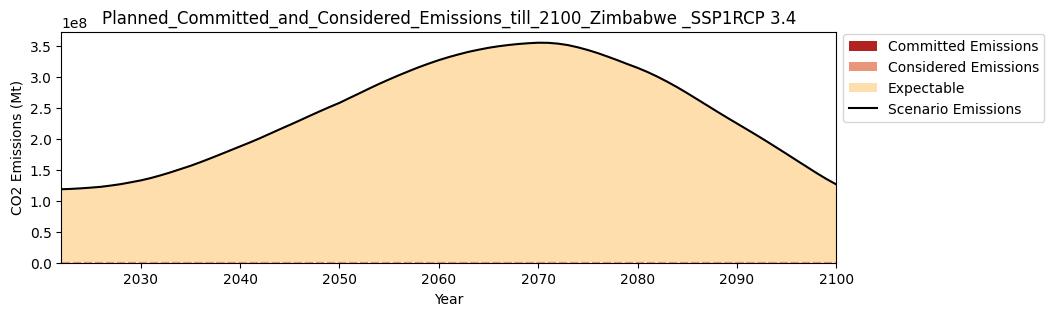 Planned_Committed_and_Considered_Emissions_till_2100_Zimbabwe _SSP1RCP 3.4
1e8
3.5
3.0
2.5
2.0
1.5
1.0
0.5
0.0
CO2 Emissions (Mt)
2030 2040 2050 2060 2070 2080 2090 2100
Year
Committed Emissions
Considered Emissions
Expectable
Scenario Emissions